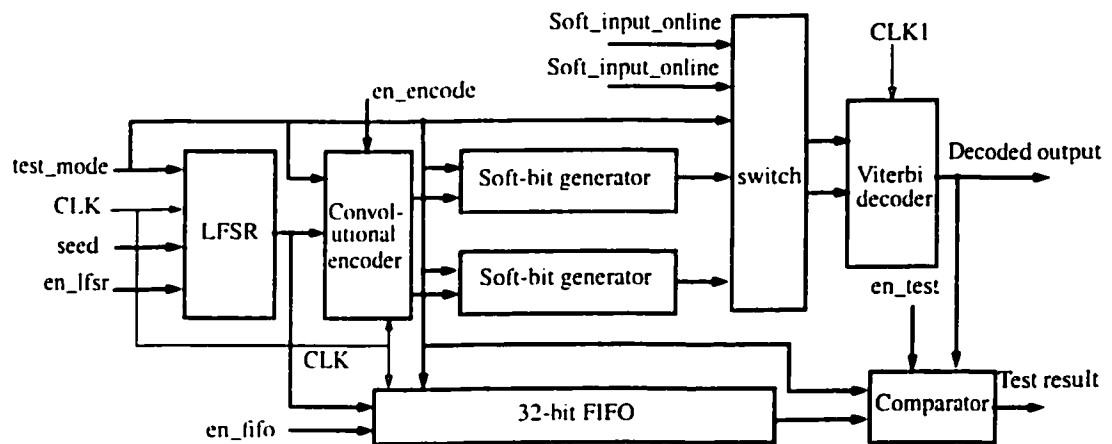 Soft_input_online
CLK1
Soft_input_online
en_encode
test_mode
Soft-bit generator
Decoded output
switch
Viterbi
decoder
CLK
LFSR
Convol-
utional
encoder
seed
en_lfsr
Soft-bit generator
en_test
CLK
Test result
32-bit FIFO
Comparator
en_fifo